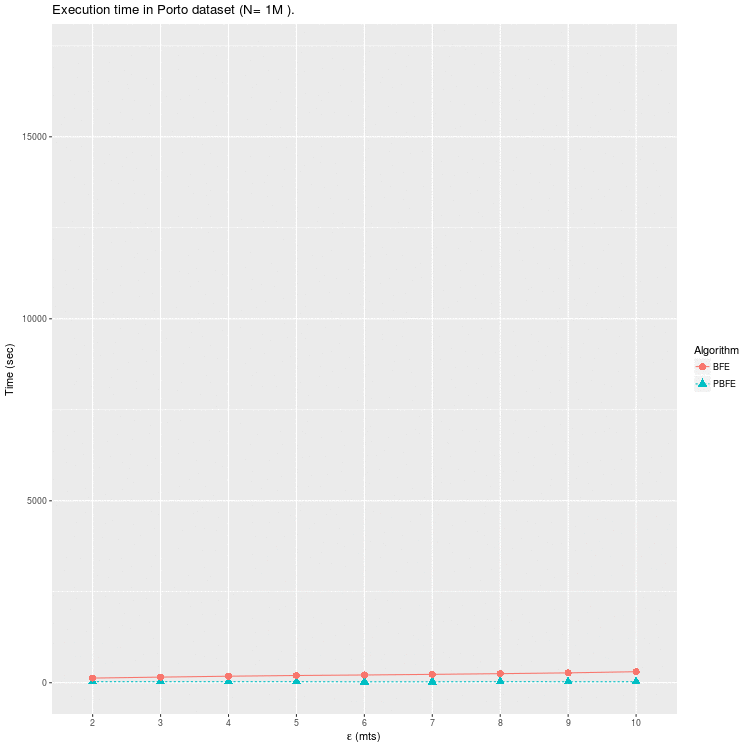 Execution time in Porto dataset (N= 1M ).
Time (sec)
15000
10000
5000
0
2 3 4 5 6 7 8 9 10
ε (mts)
Algorithm
BFE
PBFE